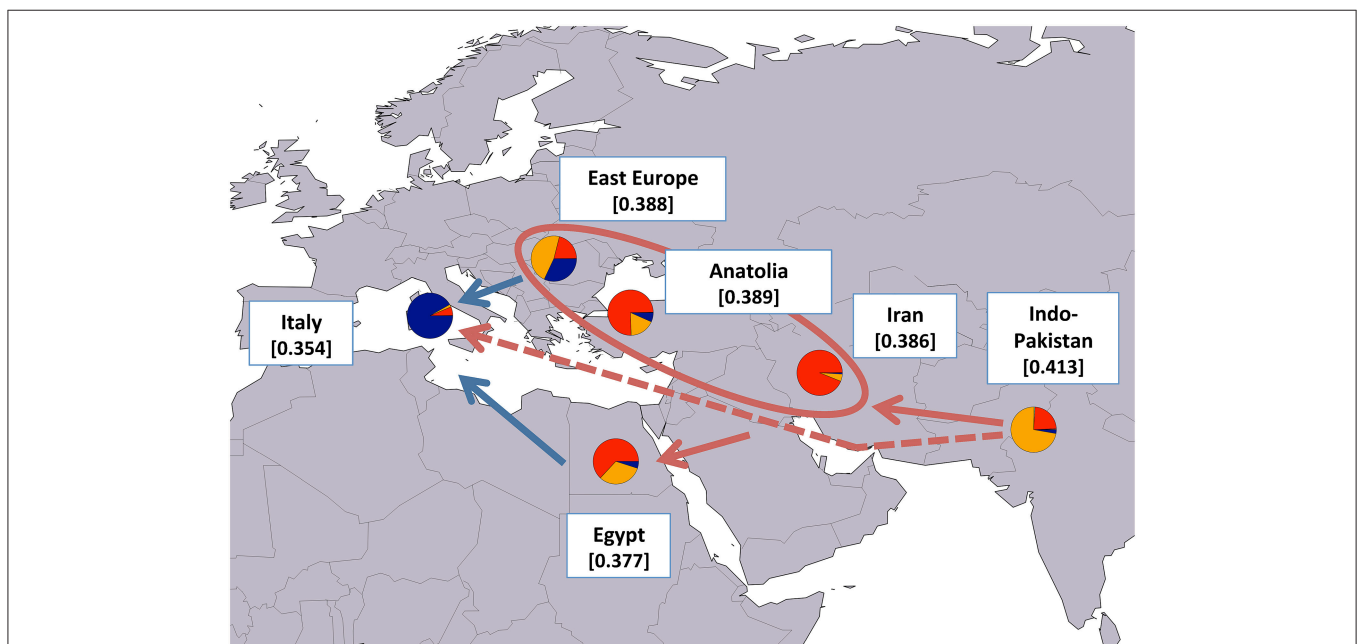 East Europe
[0.388]
Anatolia
[0.389]
Italy
[0.354]
Iran
[0.386]
Indo-
Pakistan
[0.413]
Egypt
[0.377]